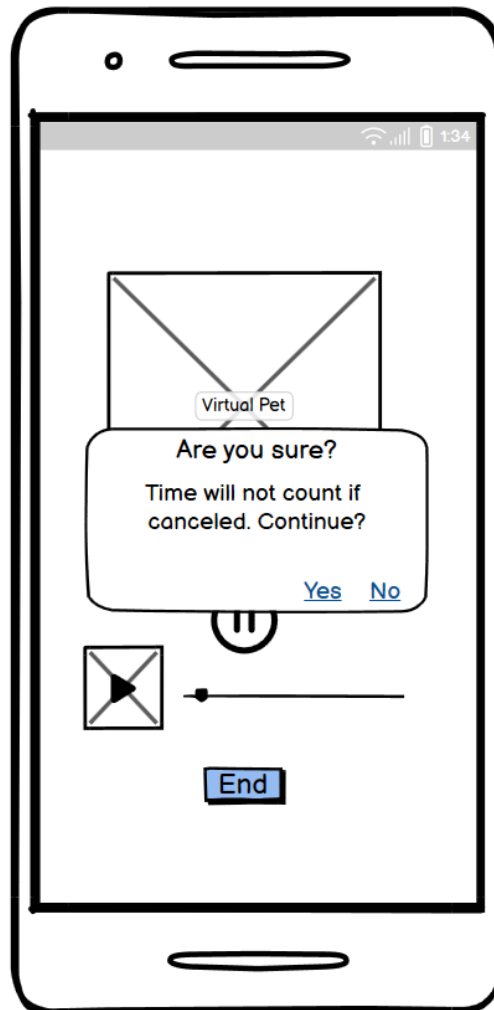 1:34
Virtual Pet
Are you sure?
Time will not count if
canceled. Continue?
Yes No
End